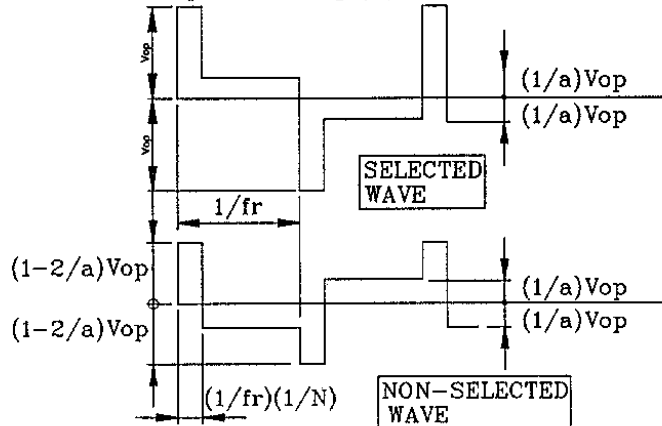 Vop
(1/a)Vop
Vop
(1/a)Vop
SELECTED
WAVE
1/fr
(1-2/a)Vop
(1/a)Vop
(1-2/a)Vop
(1/a)Vop
(1/fr)(1/N)
NON-SELECTED
WAVE